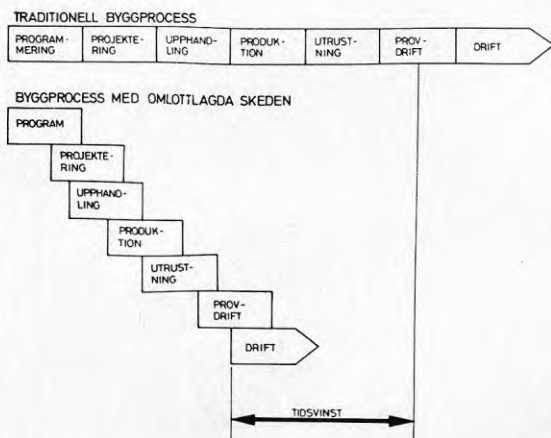 TRADITIONELL BYGGPROCESS
PROGRAM-
MERING
PROJEKTE-
RING
UPPHAND-
LING
PRODUK-
TION
UTRUST-
NING
PROV-
DRIFT
DRIFT
BYGGPROCESS MED OMLOTTLAGDA SKEDEN
PROGRAM
PROJEKTE-
RING
UPPHAND-
LING
PRODUK-
TION
UTRUST-
NING
PROV-
DRIFT
DRIFT
TIDSVINST